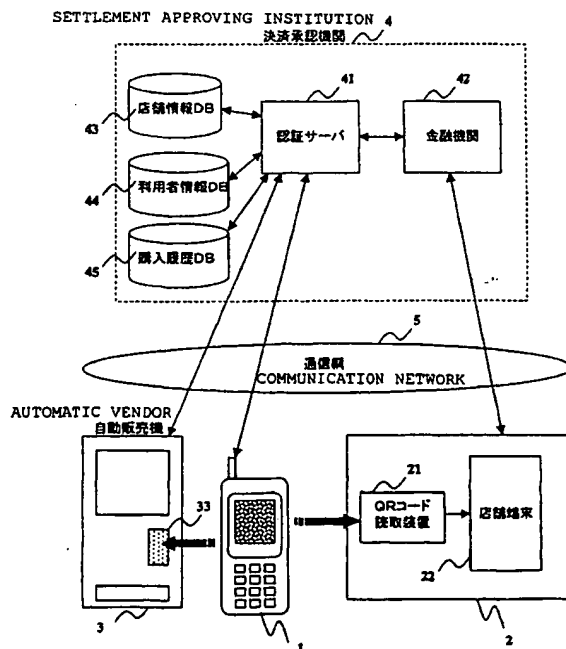 SETTLEMENT APPROVING INSTITUTION 4
決済承認機関
41
42
店舗情報DB
認証サーバ
金融機関
43
利用者情報DB
44
購入履歴DB
45
5
通信網
COMMUNICATION NETWORK
AUTOMATIC VENDOR
自動販売機
33
21
QRコード
読取装置
店舗端末
22
3
1
2